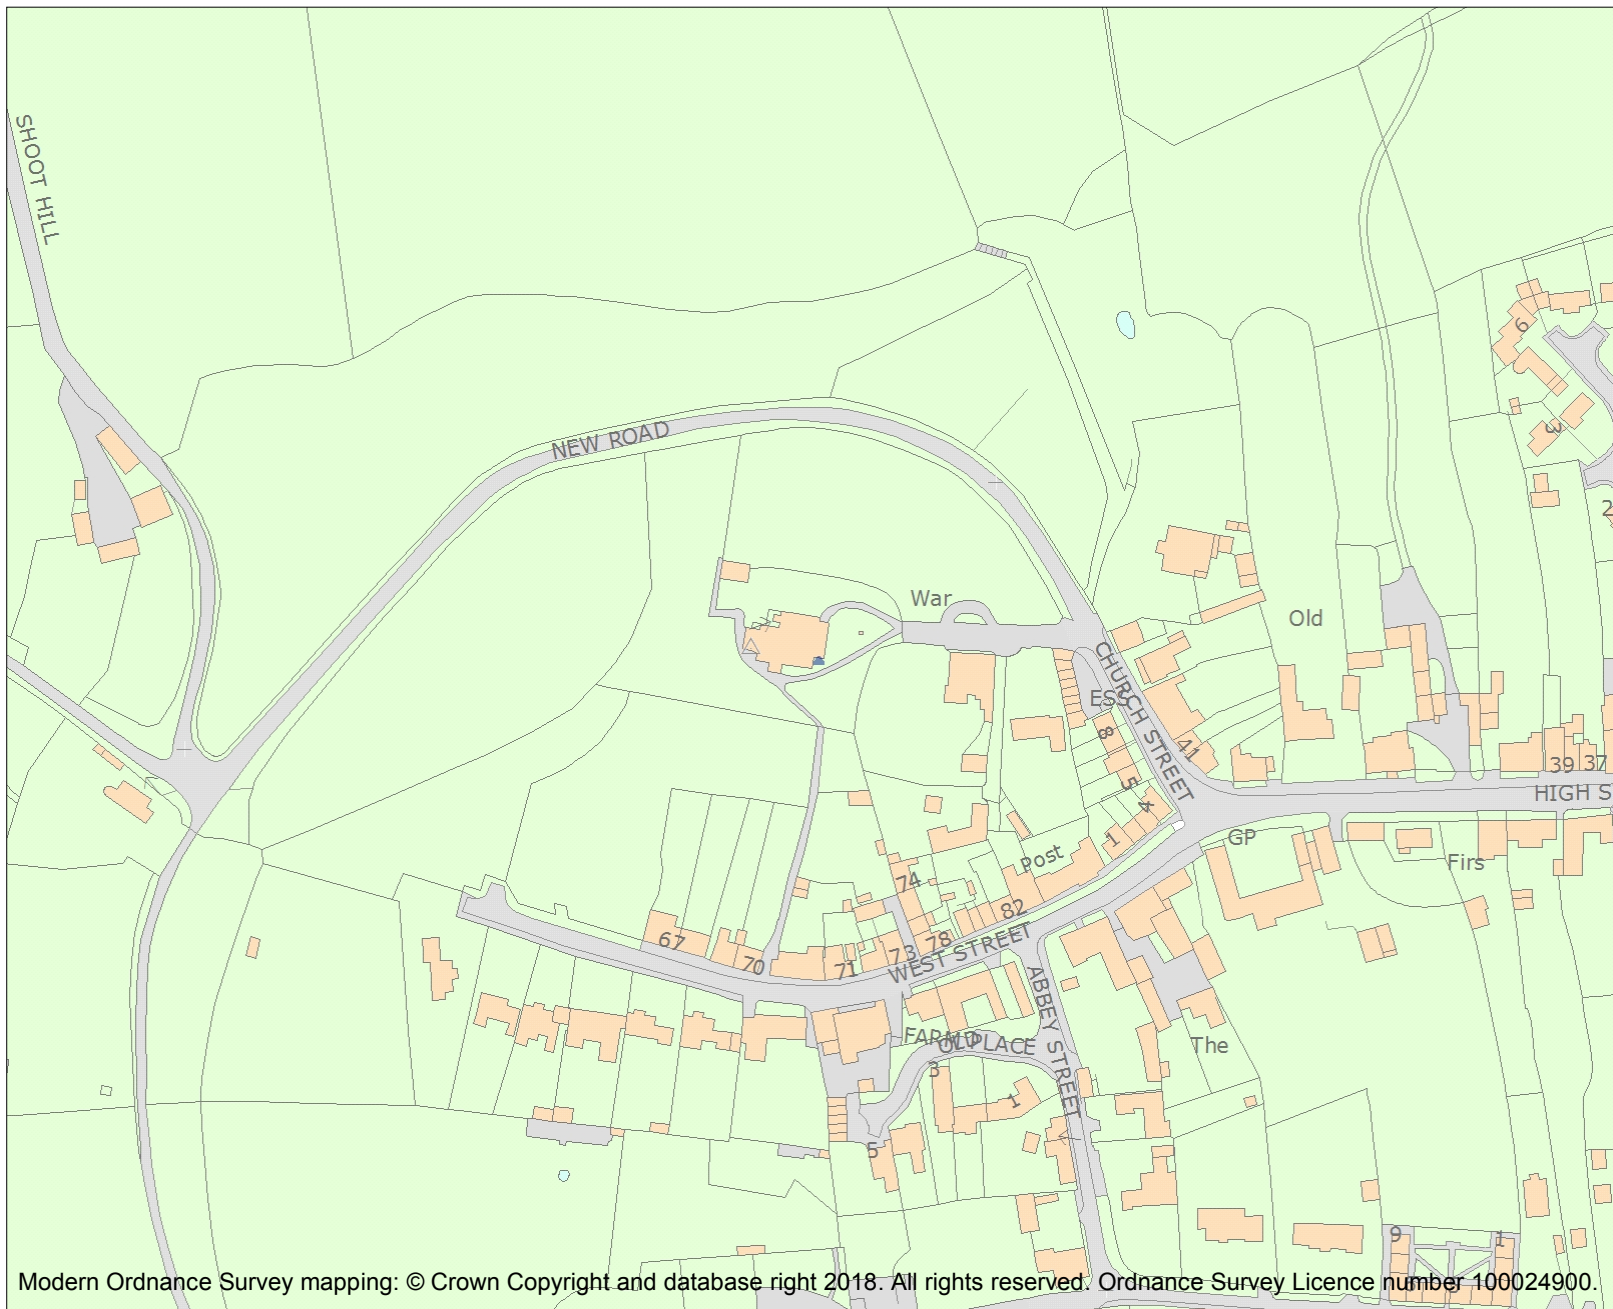 SHOOT HILL
6
NEW ROAD
3
2
War
Old
ESS
CHURCH STREET
8
41
5
39
37
HIGH S
4
GP
1
Post
Firs
74
82
67
78
73
WEST STREET
70
71
ABBEY STREET
FARM
OLD PLACE
The
3
1
5
9
1
Modern Ordnance Survey mapping: © Crown Copyright and database right 2018. All rights reserved. Ordnance Survey Licence number 100024900.